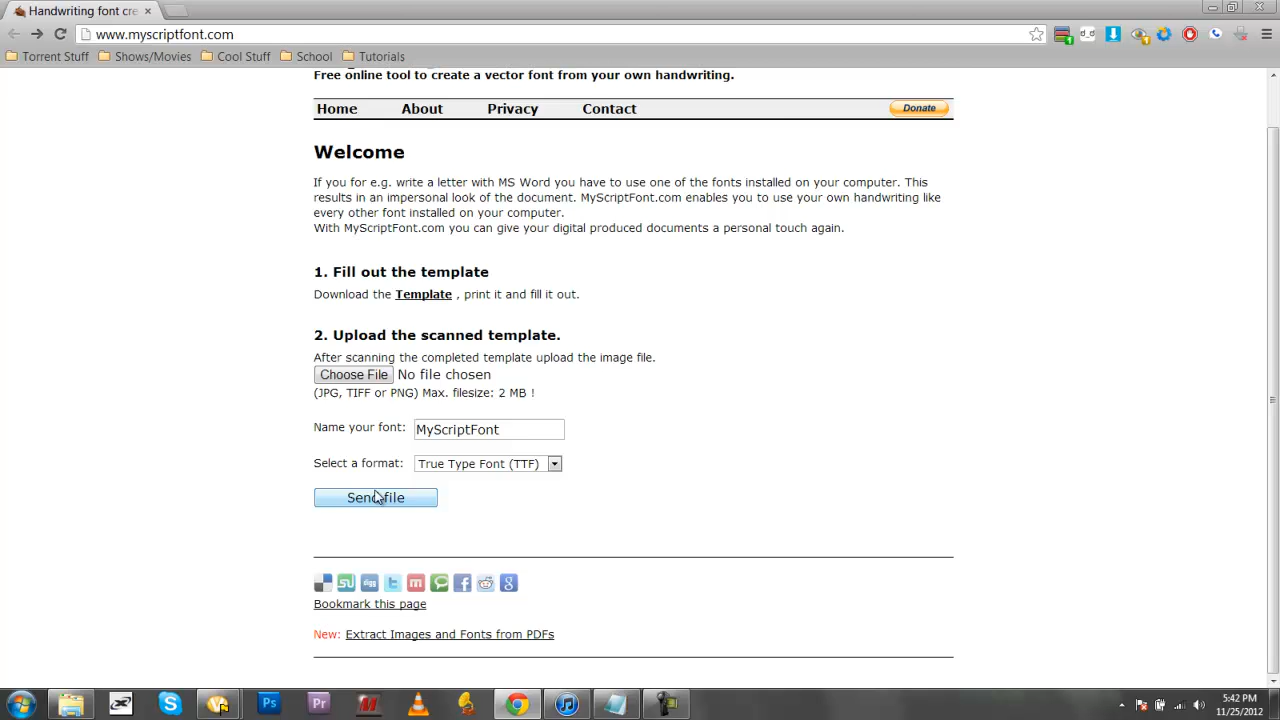 Handwriting font cre
www.myscriptfont.com
Torrent Stuff Shows/Movies Cool Stuff School Tutorials
Free online tool to create a vector font from your own handwriting.
Home About Privacy Contact Donate
Welcome
If you for e.g. write a letter with MS Word you have to use one of the fonts installed on your computer. This
results in an impersonal look of the document. MyScriptFont.com enables you to use your own handwriting like
every other font installed on your computer.
With MyScriptFont.com you can give your digital produced documents a personal touch again.
1. Fill out the template
Download the Template , print it and fill it out.
2. Upload the scanned template.
After scanning the completed template upload the image file.
Choose File No file chosen
(JPG, TIFF or PNG) Max. filesize: 2 MB !
Name your font: MyScriptFont
Select a format: True Type Font (TTF)
Send file
Bookmark this page
New: Extract Images and Fonts from PDFs
5:42 PM
11/25/2012